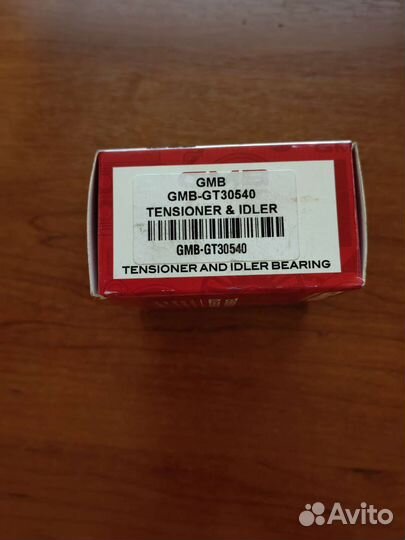 GMB
GMB-GT30540
TENSIONER & IDLER
GMB-GT30540
TENSIONER AND IDLER BEARING
Avito